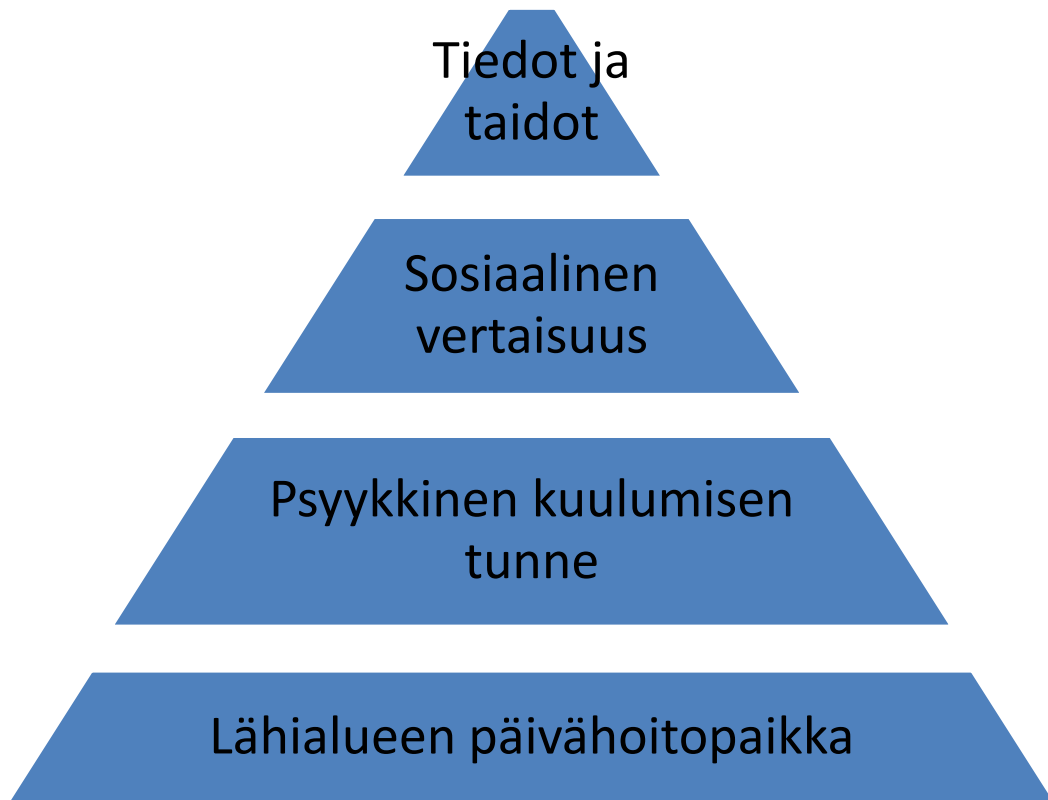 Tiedot ja
taidot
Sosiaalinen
vertaisuus
Psyykkinen kuulumisen
tunne
Lähialueen päivähoitopaikka